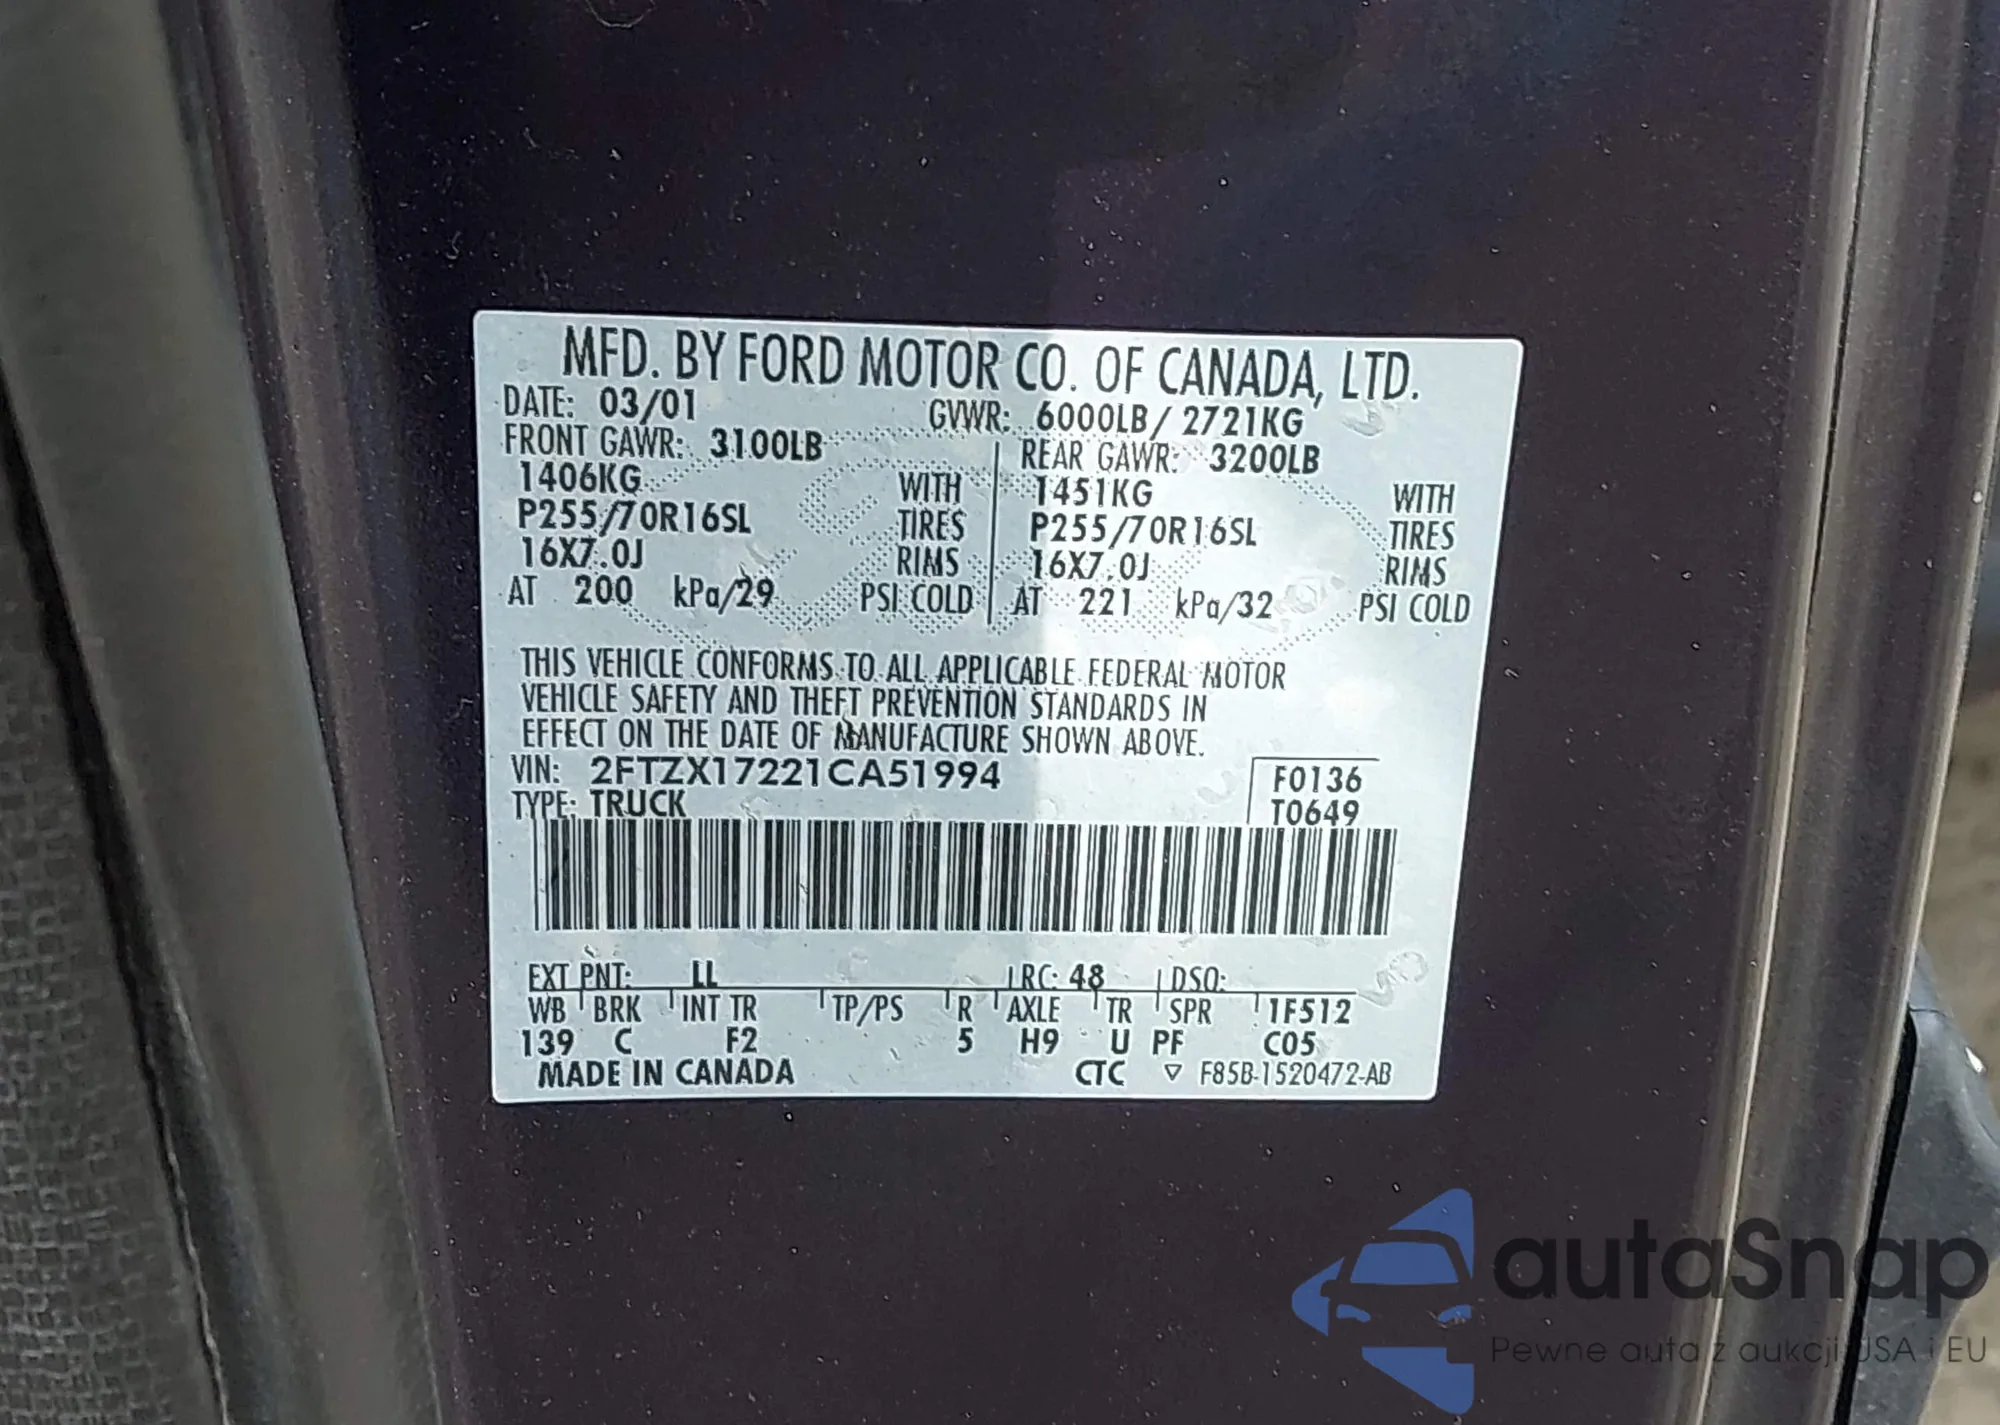 MFD. BY FORD MOTOR CO. OF CANADA, LTD.
DATE: 03/01 GVWR: 6000LB / 2721KG
FRONT GAWR: 3100LB REAR GAWR: 3200LB
1406KG WITH 1451KG WITH
P255/70R16SL TIRES P255/70R16SL TIRES
16X7.0J RIMS 16X7.0J RIMS
AT 200 kPa/29 PSI COLD AT 221 kPa/32 PSI COLD
THIS VEHICLE CONFORMS TO ALL APPLICABLE FEDERAL MOTOR
VEHICLE SAFETY AND THEFT PREVENTION STANDARDS IN
EFFECT ON THE DATE OF MANUFACTURE SHOWN ABOVE.
VIN: 2FTZX17221CA51994 F0136
TYPE: TRUCK T0649
EXT PNT: LL RC: 48 DSO:
WB BRK INT TR TP/PS R AXLE TR SPR 1F512
139 C F2 5 H9 U PF C05
MADE IN CANADA CTC ▽ F85B-1520472-AB
autaSnap
Pewne auta z aukcji USA i EU